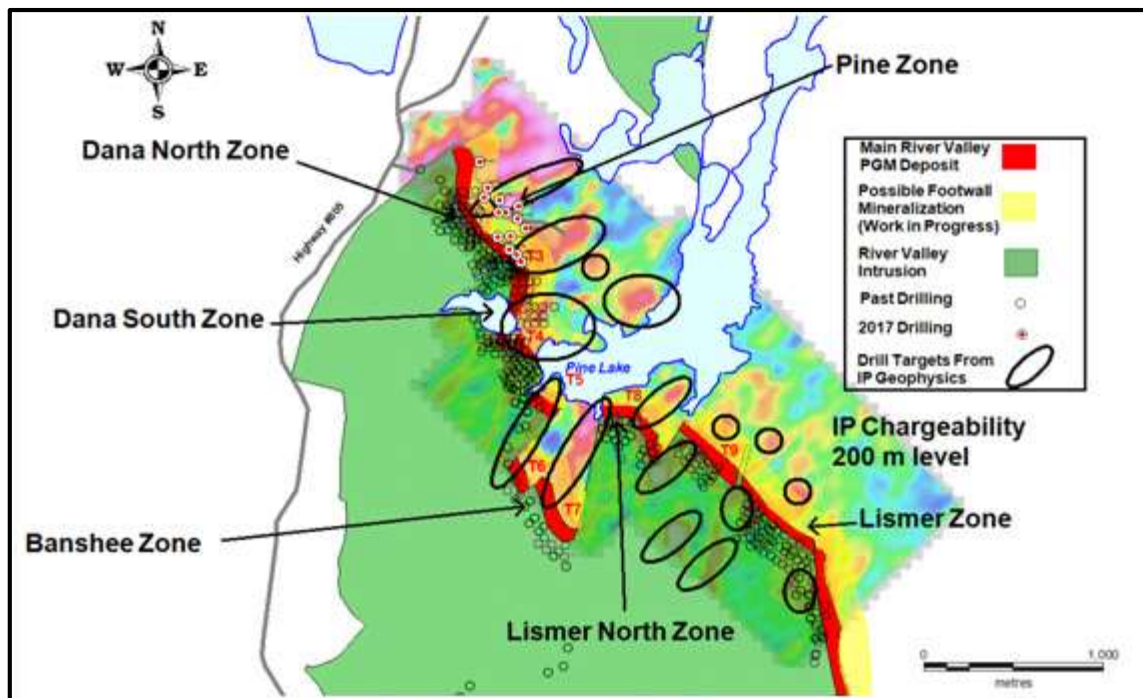 N
W E
S
Pine Zone
Dana North Zone
Main River Valley
PGM Deposit
Possible Footwall
Mineralization
(Work in Progress)
River Valley
Intrusion
Past Drilling
2017 Drilling
Drill Targets From
IP Geophysics
T3
Dana South Zone
T4
Pine Lake
T5
T8
IP Chargeability
200 m level
T9
T6
T7
Lismer Zone
Banshee Zone
Lismer North Zone
0 1,000
metres